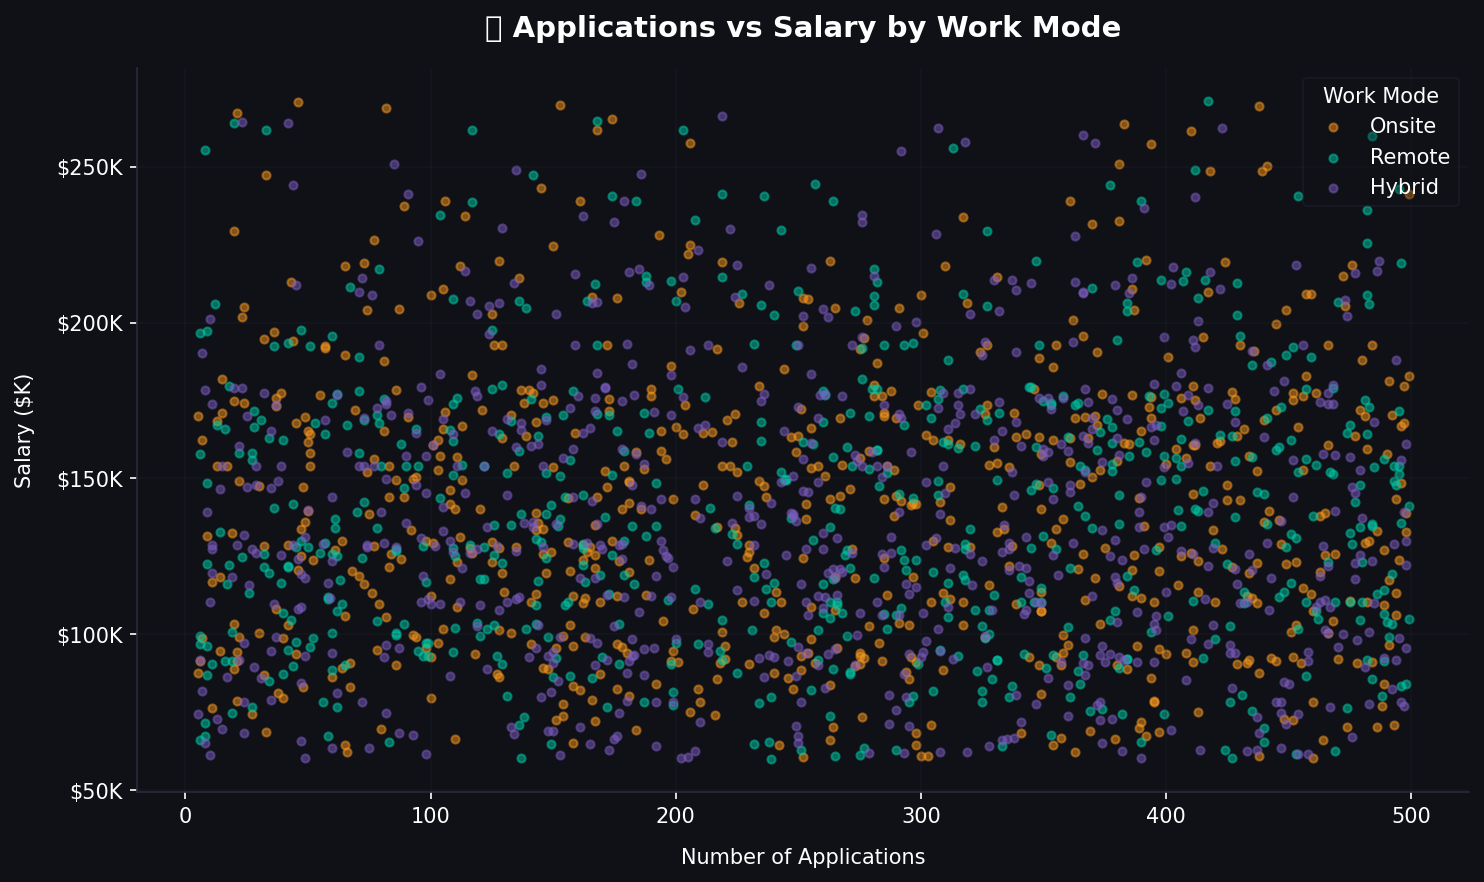 ▯ Applications vs Salary by Work Mode
Work Mode
Onsite
Remote
Hybrid
$250K
$200K
$150K
$100K
$50K
Salary ($K)
0 100 200 300 400 500
Number of Applications